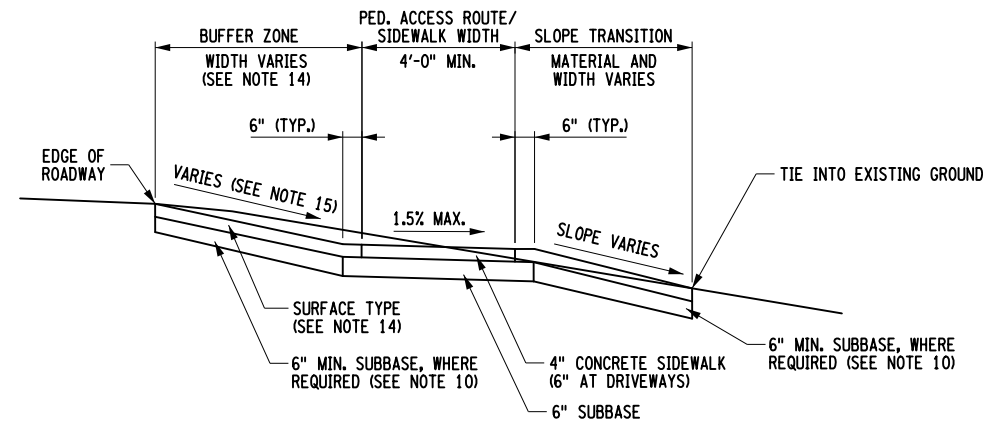 PED. ACCESS ROUTE/
BUFFER ZONE
SIDEWALK WIDTH
SLOPE TRANSITION
WIDTH VARIES
(SEE NOTE 14)
4'-0" MIN.
MATERIAL AND
WIDTH VARIES
6" (TYP.)
6" (TYP.)
EDGE OF
ROADWAY
VARIES (SEE NOTE 15)
TIE INTO EXISTING GROUND
1.5% MAX.
SLOPE VARIES
SURFACE TYPE
(SEE NOTE 14)
6" MIN. SUBBASE, WHERE
REQUIRED (SEE NOTE 10)
4" CONCRETE SIDEWALK
(6" AT DRIVEWAYS)
6" SUBBASE
6" MIN. SUBBASE, WHERE
REQUIRED (SEE NOTE 10)